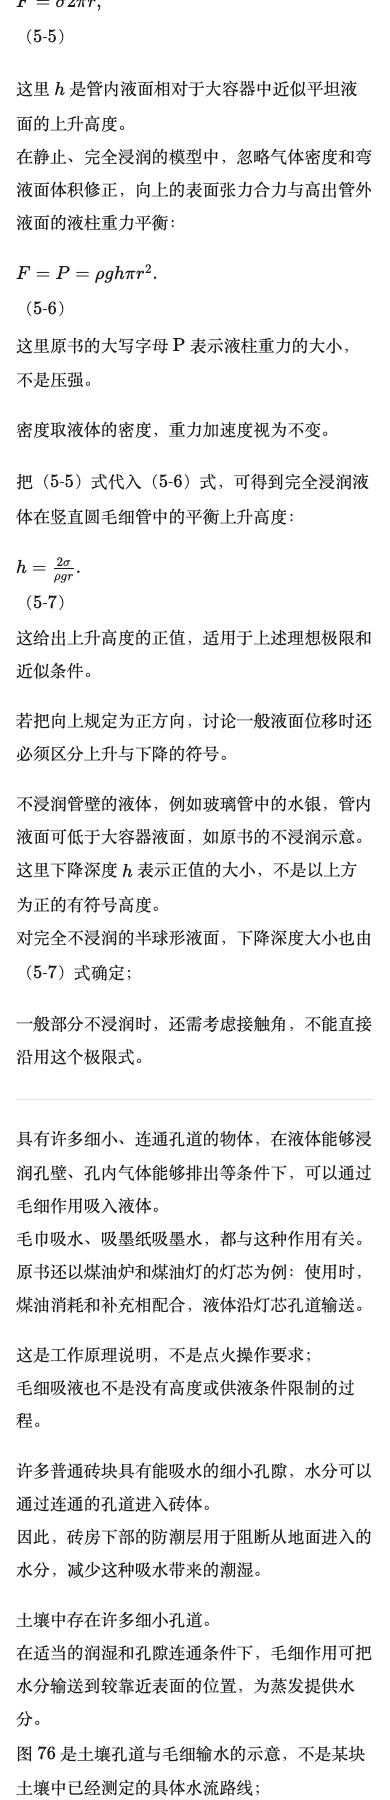 F = σ2πr,
（5-5）
这里 h 是管内液面相对于大容器中近似平坦液
面的上升高度。
在静止、完全浸润的模型中，忽略气体密度和弯
液面体积修正，向上的表面张力合力与高出管外
液面的液柱重力平衡：
F = P = ρghπr².
（5-6）
这里原书的大写字母 P 表示液柱重力的大小，
不是压强。
密度取液体的密度，重力加速度视为不变。
把（5-5）式代入（5-6）式，可得到完全浸润液
体在竖直圆毛细管中的平衡上升高度：
h = 2σ/ρgr.
（5-7）
这给出上升高度的正值，适用于上述理想极限和
近似条件。
若把向上规定为正方向，讨论一般液面位移时还
必须区分上升与下降的符号。
不浸润管壁的液体，例如玻璃管中的水银，管内
液面可低于大容器液面，如原书的不浸润示意。
这里下降深度 h 表示正值的大小，不是以上方
为正的有符号高度。
对完全不浸润的半球形液面，下降深度大小也由
（5-7）式确定；
一般部分不浸润时，还需考虑接触角，不能直接
沿用这个极限式。
具有许多细小、连通孔道的物体，在液体能够浸
润孔壁、孔内气体能够排出等条件下，可以通过
毛细作用吸入液体。
毛巾吸水、吸墨纸吸墨水，都与这种作用有关。
原书还以煤油炉和煤油灯的灯芯为例：使用时，
煤油消耗和补充相配合，液体沿灯芯孔道输送。
这是工作原理说明，不是点火操作要求；
毛细吸液也不是没有高度或供液条件限制的过
程。
许多普通砖块具有能吸水的细小孔隙，水分可以
通过连通的孔道进入砖体。
因此，砖房下部的防潮层用于阻断从地面进入的
水分，减少这种吸水带来的潮湿。
土壤中存在许多细小孔道。
在适当的润湿和孔隙连通条件下，毛细作用可把
水分输送到较靠近表面的位置，为蒸发提供水
分。
图 76 是土壤孔道与毛细输水的示意，不是某块
土壤中已经测定的具体水流路线；